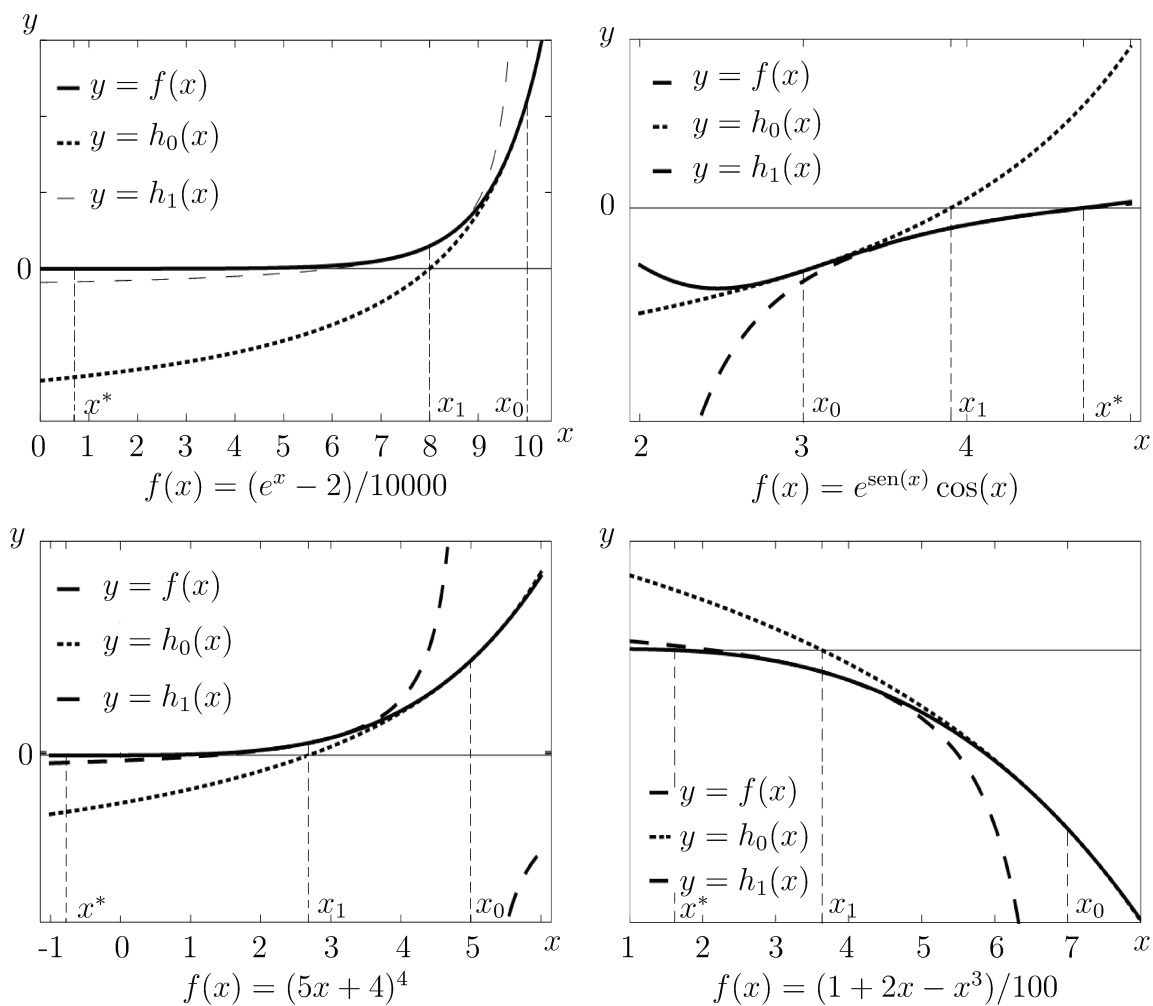 y
y = f(x)
y = h₀(x)
y = h₁(x)
0
x* x₁ x₀
0 1 2 3 4 5 6 7 8 9 10 x
f(x) = (eˣ − 2)/10000
y
y = f(x)
y = h₀(x)
y = h₁(x)
0
x₀ x₁ x*
2 3 4 x
f(x) = e^sen(x) cos(x)
y
y = f(x)
y = h₀(x)
y = h₁(x)
0
x* x₁ x₀
-1 0 1 2 3 4 5 x
f(x) = (5x + 4)⁴
y
y = f(x)
y = h₀(x)
y = h₁(x)
x* x₁ x₀
1 2 3 4 5 6 7 x
f(x) = (1 + 2x − x³)/100